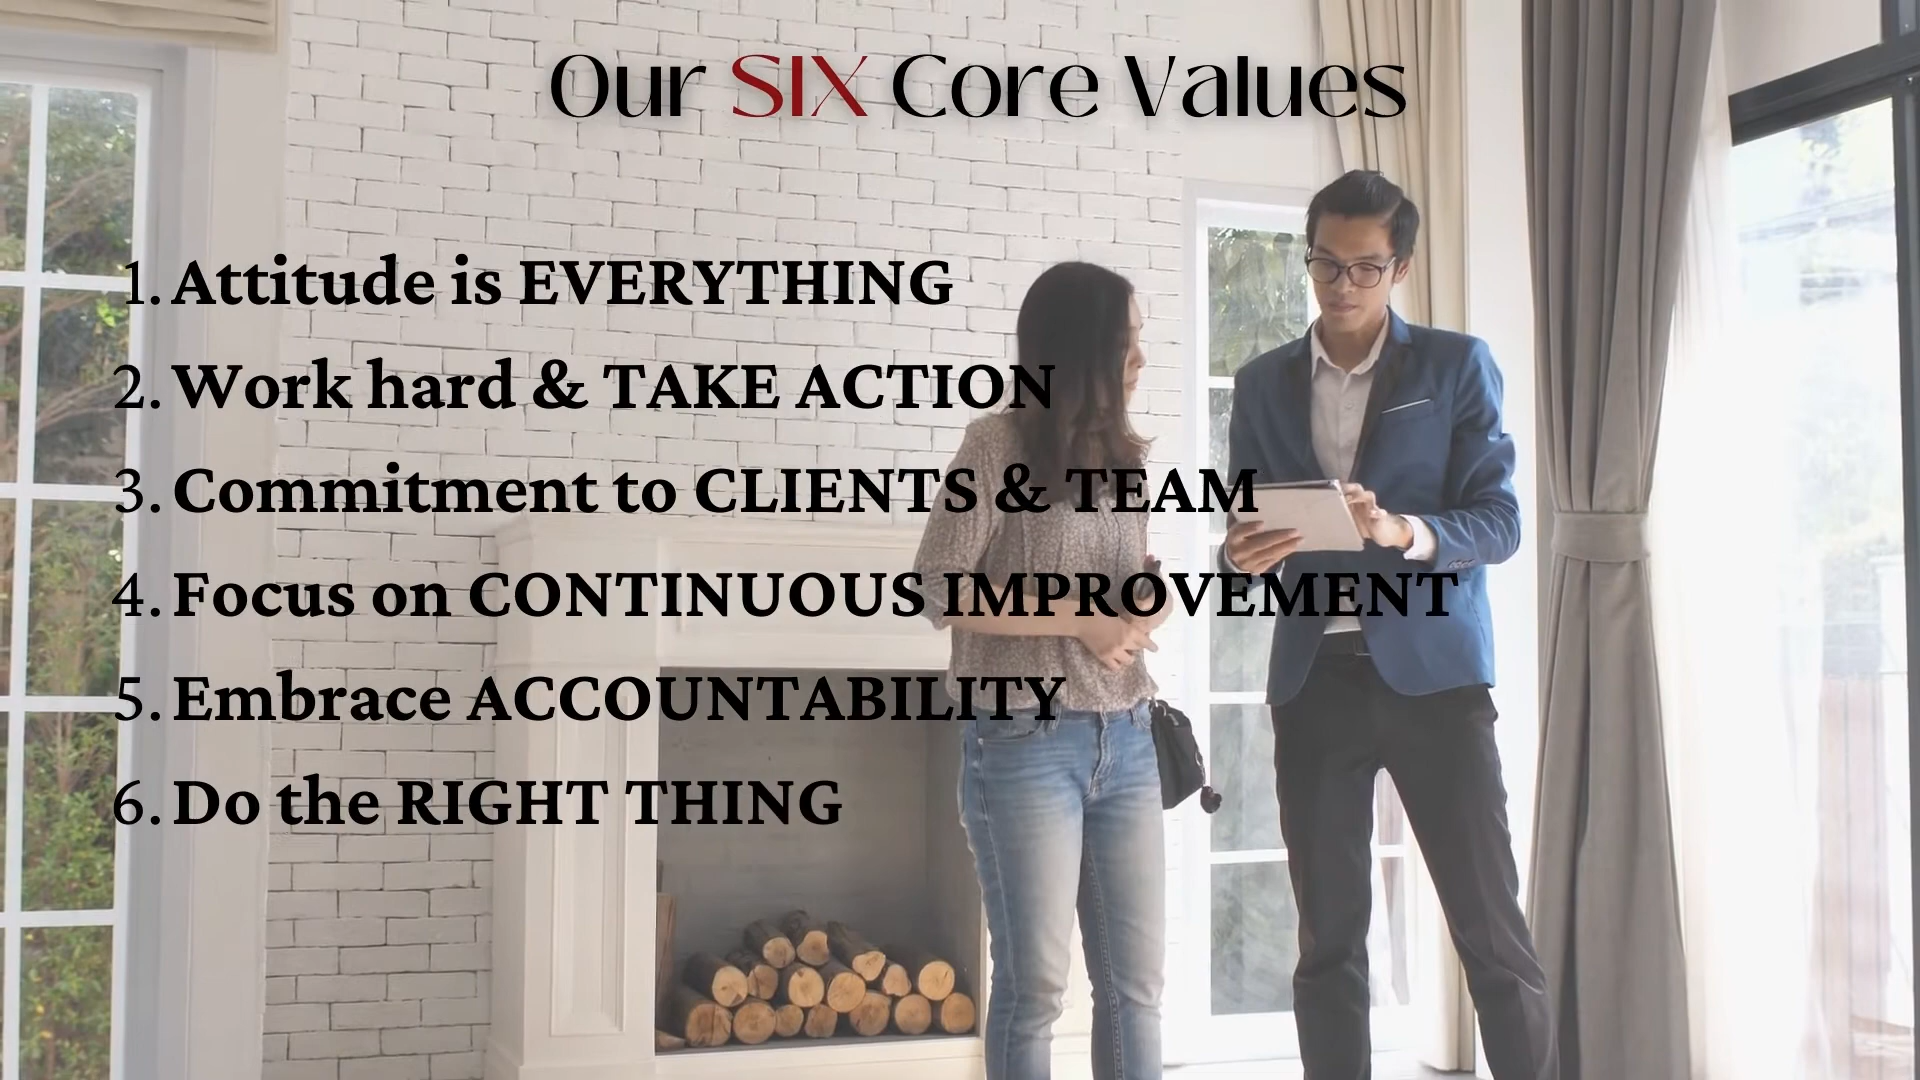 Our SIX Core Values
1. Attitude is EVERYTHING
2. Work hard & TAKE ACTION
3. Commitment to CLIENTS & TEAM
4. Focus on CONTINUOUS IMPROVEMENT
5. Embrace ACCOUNTABILITY
6. Do the RIGHT THING